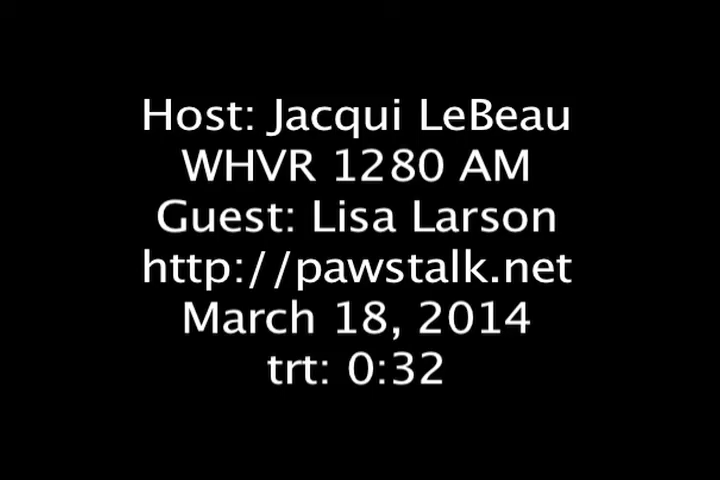 Host: Jacqui LeBeau
WHVR 1280 AM
Guest: Lisa Larson
http://pawstalk.net
March 18, 2014
trt: 0:32